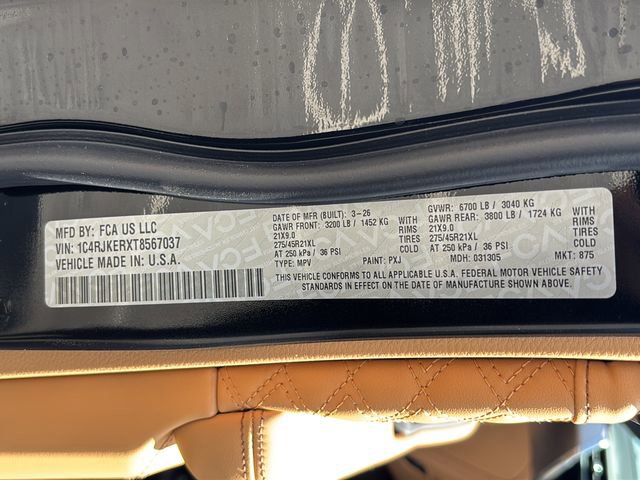 MFD BY: FCA US LLC
VIN: 1C4RJKERXT8567037
VEHICLE MADE IN: U.S.A.
DATE OF MFR (BUILT): 3-26
GAWR FRONT: 3200 LB / 1452 KG WITH
21X9.0 RIMS
275/45R21XL TIRES
AT 250 kPa / 36 PSI COLD
TYPE: MPV PAINT: PXJ
GVWR: 6700 LB / 3040 KG
GAWR REAR: 3800 LB / 1724 KG WITH
21X9.0 RIMS
275/45R21XL TIRES
AT 250 kPa / 36 PSI COLD
MDH: 031305 MKT: 875
THIS VEHICLE CONFORMS TO ALL APPLICABLE U.S.A. FEDERAL MOTOR VEHICLE SAFETY
STANDARDS IN EFFECT ON THE DATE OF MANUFACTURE SHOWN ABOVE.